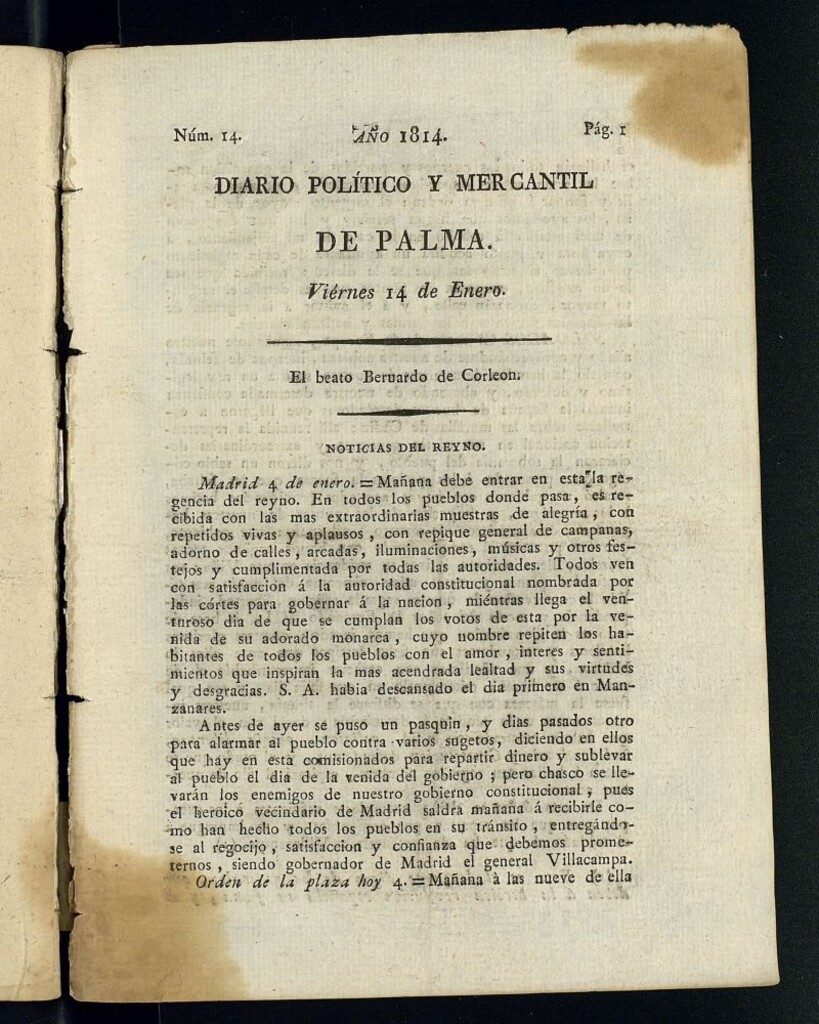 Núm. 14.
AÑO 1814.
Pág. 1
DIARIO POLÍTICO Y MERCANTIL
DE PALMA.
Viérnes 14 de Enero.
El beato Bernardo de Corleon.
NOTICIAS DEL REYNO.
Madrid 4 de enero. = Mañana debe entrar en esta la re-
gencia del reyno. En todos los pueblos donde pasa, es re-
cibida con las mas extraordinarias muestras de alegría, con
repetidos vivas y aplausos, con repique general de campanas,
adorno de calles, arcadas, iluminaciones, músicas y otros fes-
tejos y cumplimentada por todas las autoridades. Todos ven
con satisfaccion á la autoridad constitucional nombrada por
las córtes para gobernar á la nacion, miéntras llega el ven-
turoso dia de que se cumplan los votos de esta por la ve-
nida de su adorado monarca, cuyo nombre repiten los ha-
bitantes de todos los pueblos con el amor, interes y senti-
mientos que inspiran la mas acendrada lealtad y sus virtudes
y desgracias. S. A. habia descansado el dia primero en Man-
zanares.
Antes de ayer se puso un pasquin, y dias pasados otro
para alarmar al pueblo contra varios sugetos, diciendo en ellos
que hay en esta comisionados para repartir dinero y sublevar
al pueblo el dia de la venida del gobierno; pero chasco se lle-
varán los enemigos de nuestro gobierno constitucional, pues
el heroico vecindario de Madrid saldrá mañana á recibirle co-
mo han hecho todos los pueblos en su tránsito, entregándo-
se al regocijo, satisfaccion y confianza que debemos prome-
ternos, siendo gobernador de Madrid el general Villacampa.
Orden de la plaza hoy 4. = Mañana à las nueve de ella